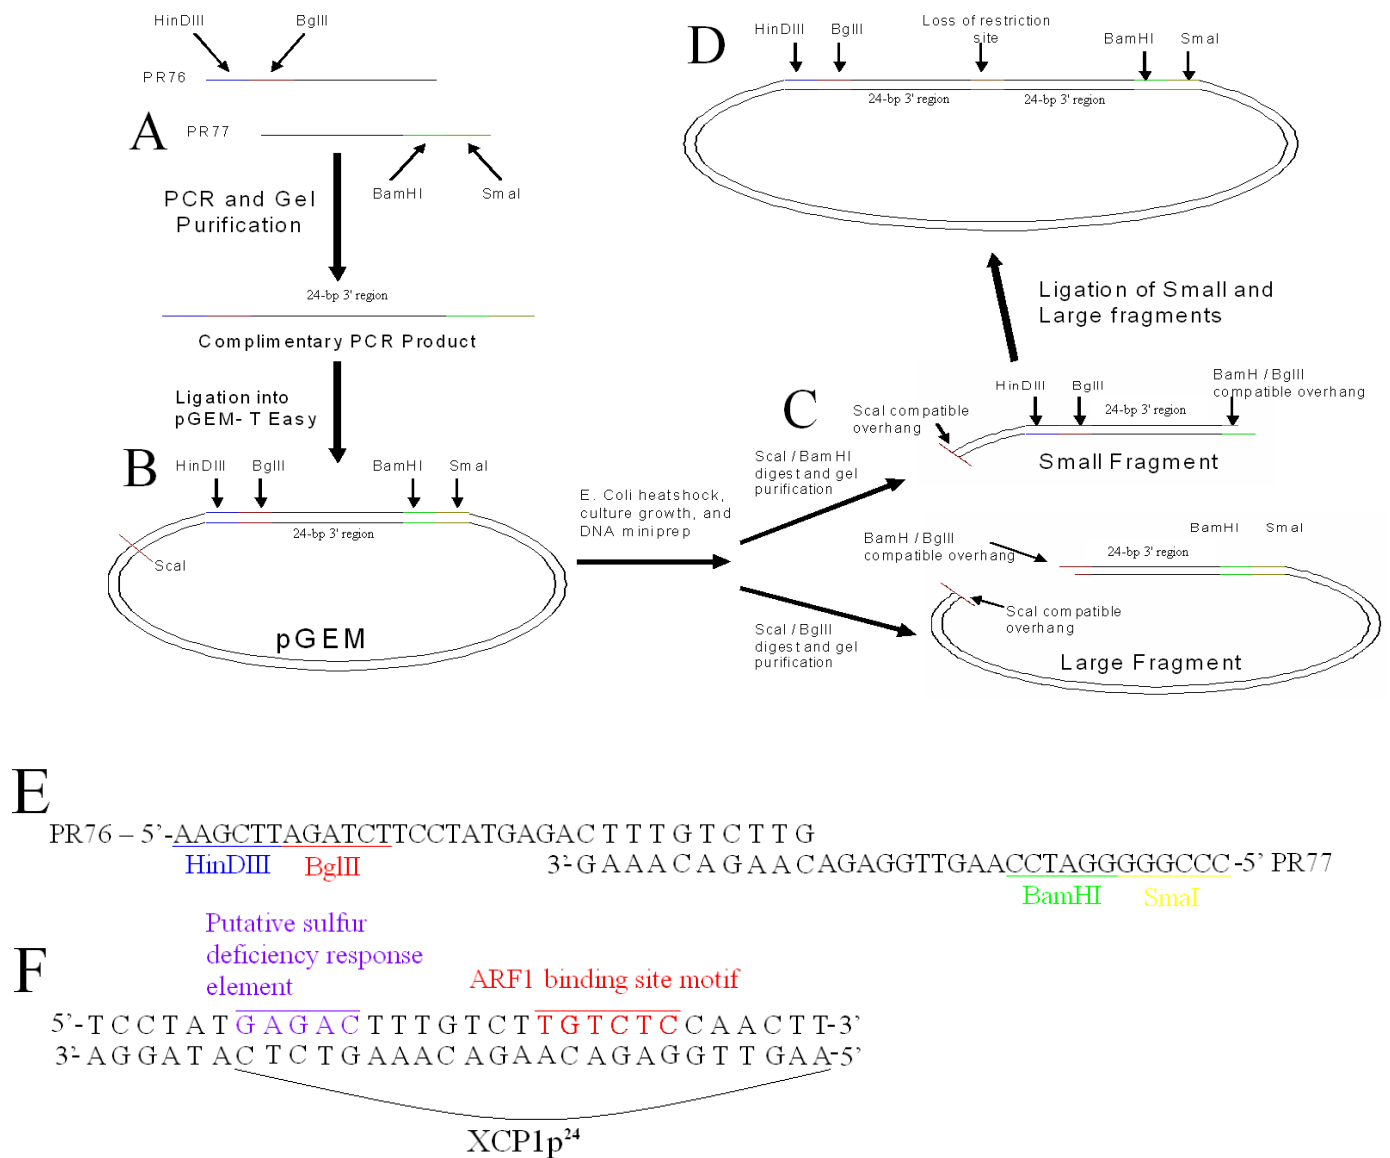 A
HinDIII
BglII
PR76
PR77
BamHI
SmaI
PCR and Gel
Purification
24-bp 3' region
Complimentary PCR Product
Ligation into
pGEM- T Easy
B
HinDIII
BglII
BamHI
SmaI
24-bp 3' region
ScaI
pGEM
E. Coli heatshock,
culture growth, and
DNA miniprep
ScaI / BamHI
digest and gel
purification
ScaI / BglII
digest and gel
purification
C
ScaI compatible
overhang
HinDIII
BglII
BamH / BglII
compatible overhang
24-bp 3' region
Small Fragment
BamH / BglII
compatible overhang
BamHI
SmaI
24-bp 3' region
ScaI compatible
overhang
Large Fragment
Ligation of Small and
Large fragments
D
HinDIII
BglII
Loss of restriction
site
BamHI
SmaI
24-bp 3' region
24-bp 3' region
E
PR76 – 5'-AAGCTTAGATCTTCCTATGAGACTTTGTCTTG
3'-GAAACAGAACAGAGGTTGAACCTAGGGGGCCC-5' PR77
HinDIII
BglII
BamHI
SmaI
F
Putative sulfur
deficiency response
element
ARF1 binding site motif
5'-TCCTATGAGACTTTGTCTTGTCTCCAACTT-3'
3'-AGGATACTCTGAAACAGAACAGAGGTTGAA-5'
XCP1p²⁴